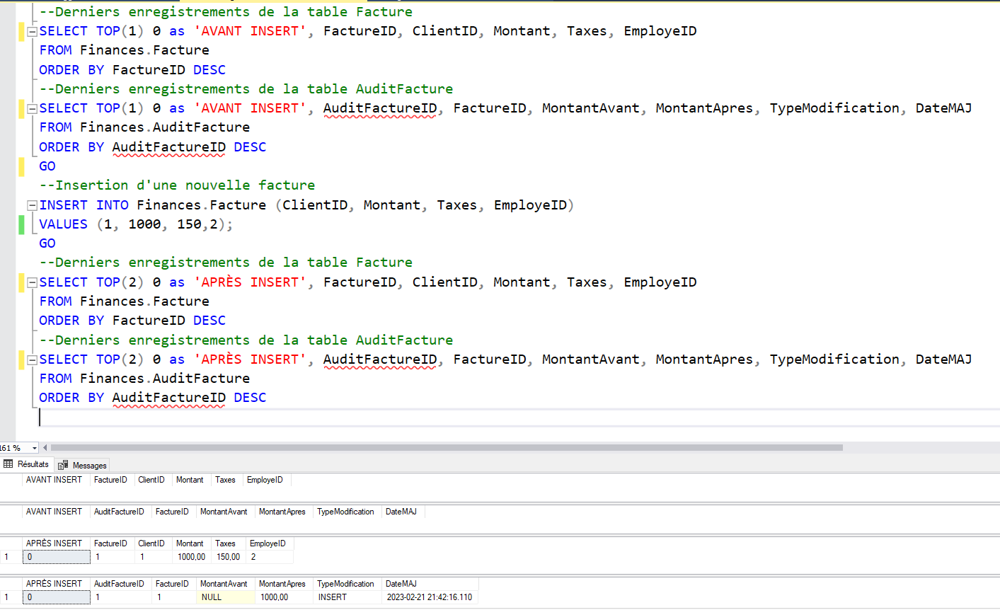 --Derniers enregistrements de la table Facture
SELECT TOP(1) 0 as 'AVANT INSERT', FactureID, ClientID, Montant, Taxes, EmployeID
FROM Finances.Facture
ORDER BY FactureID DESC
--Derniers enregistrements de la table AuditFacture
SELECT TOP(1) 0 as 'AVANT INSERT', AuditFactureID, FactureID, MontantAvant, MontantApres, TypeModification, DateMAJ
FROM Finances.AuditFacture
ORDER BY AuditFactureID DESC
GO
--Insertion d'une nouvelle facture
INSERT INTO Finances.Facture (ClientID, Montant, Taxes, EmployeID)
VALUES (1, 1000, 150,2);
GO
--Derniers enregistrements de la table Facture
SELECT TOP(2) 0 as 'APRÈS INSERT', FactureID, ClientID, Montant, Taxes, EmployeID
FROM Finances.Facture
ORDER BY FactureID DESC
--Derniers enregistrements de la table AuditFacture
SELECT TOP(2) 0 as 'APRÈS INSERT', AuditFactureID, FactureID, MontantAvant, MontantApres, TypeModification, DateMAJ
FROM Finances.AuditFacture
ORDER BY AuditFactureID DESC
161 %
Résultats Messages
AVANT INSERT FactureID ClientID Montant Taxes EmployeID
AVANT INSERT AuditFactureID FactureID MontantAvant MontantApres TypeModification DateMAJ
APRÈS INSERT FactureID ClientID Montant Taxes EmployeID
1 0 1 1 1000,00 150,00 2
APRÈS INSERT AuditFactureID FactureID MontantAvant MontantApres TypeModification DateMAJ
1 0 1 1 NULL 1000,00 INSERT 2023-02-21 21:42:16.110